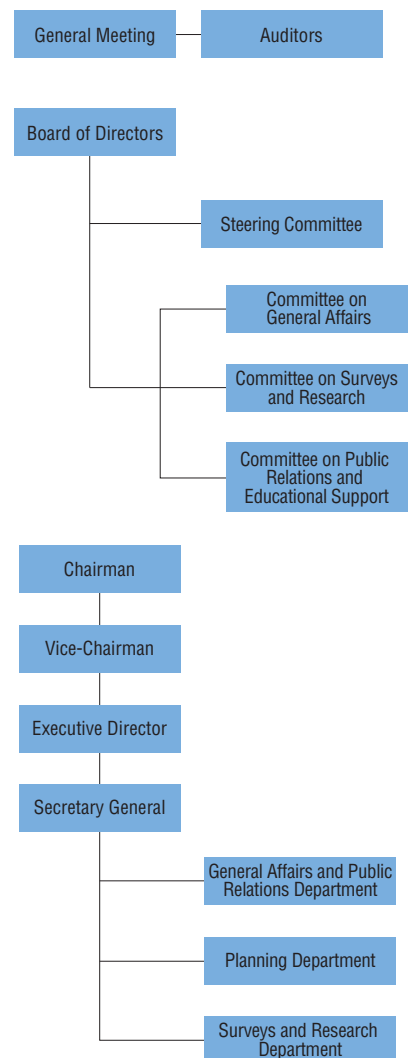 General Meeting
Auditors
Board of Directors
Steering Committee
Committee on
General Affairs
Committee on Surveys
and Research
Committee on Public
Relations and
Educational Support
Chairman
Vice-Chairman
Executive Director
Secretary General
General Affairs and Public
Relations Department
Planning Department
Surveys and Research
Department